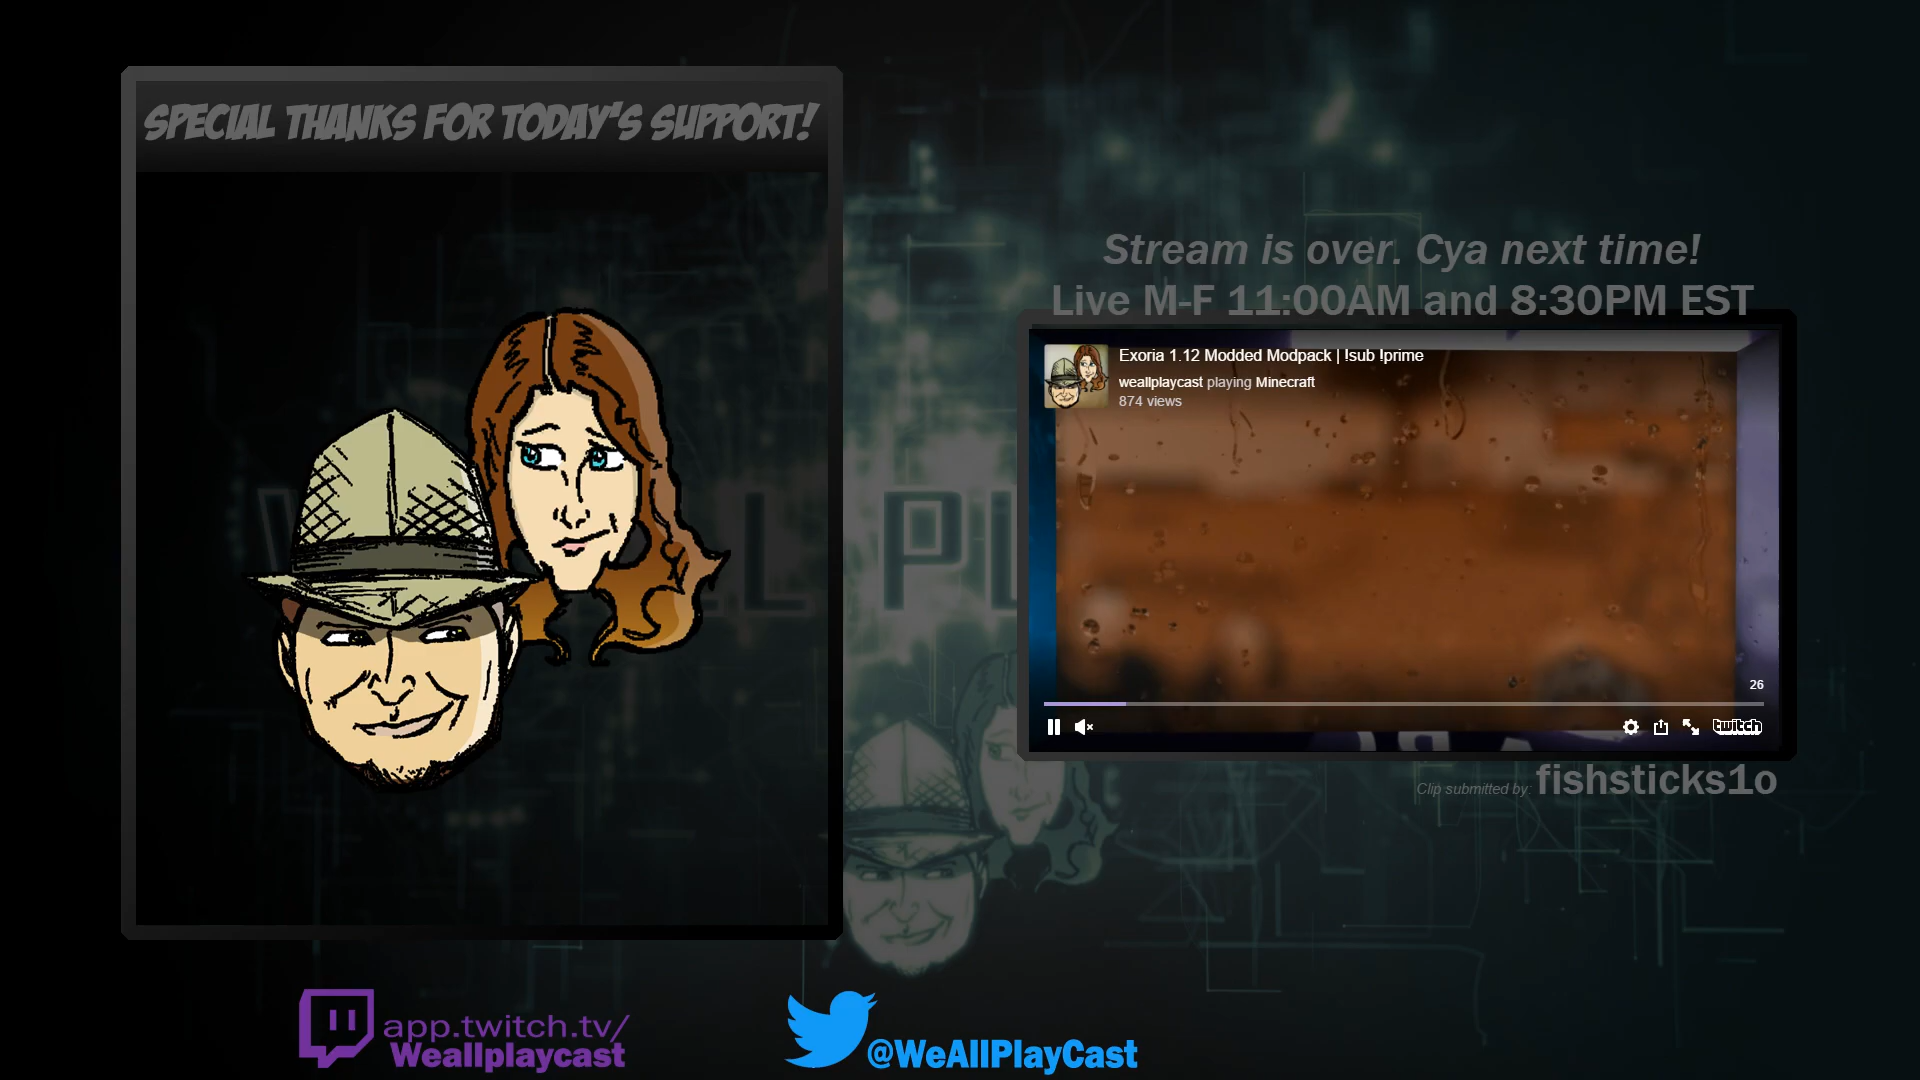 SPECIAL THANKS FOR TODAY'S SUPPORT!
Stream is over. Cya next time!
Live M-F 11:00AM and 8:30PM EST
Exoria 1.12 Modded Modpack | !sub !prime
weallplaycast playing Minecraft
874 views
26
twitch
Clip submitted by: fishsticks1o
app.twitch.tv/
Weallplaycast
@WeAllPlayCast